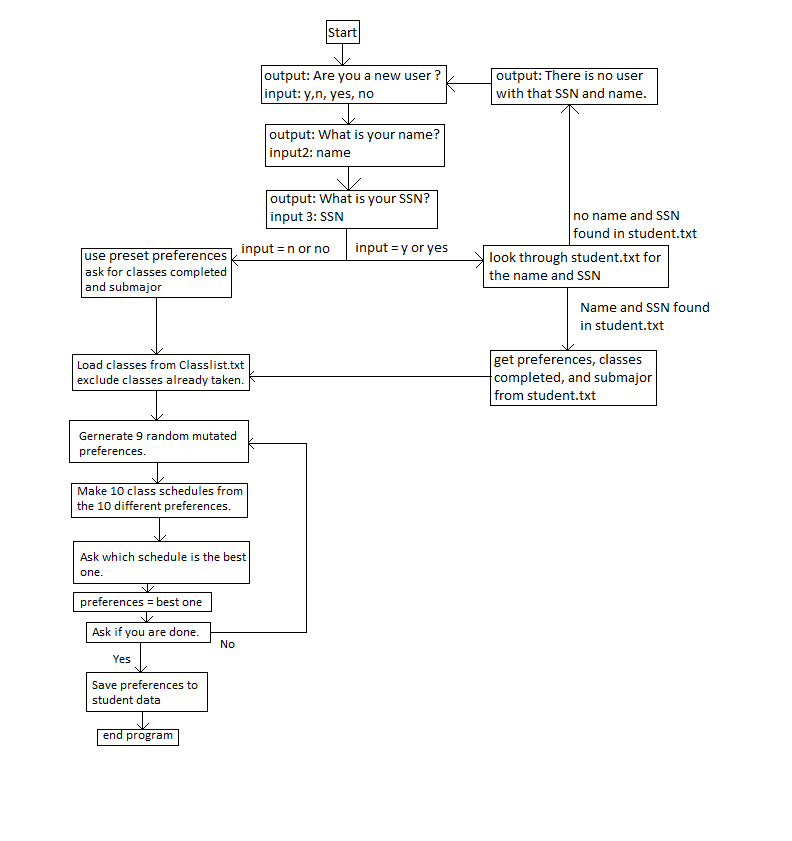 Start
output: Are you a new user ?
input: y,n, yes, no
output: There is no user
with that SSN and name.
output: What is your name?
input2: name
output: What is your SSN?
input 3: SSN
no name and SSN
found in student.txt
input = n or no
input = y or yes
use preset preferences
ask for classes completed
and submajor
look through student.txt for
the name and SSN
Name and SSN found
in student.txt
get preferences, classes
completed, and submajor
from student.txt
Load classes from Classlist.txt
exclude classes already taken.
Gernerate 9 random mutated
preferences.
Make 10 class schedules from
the 10 different preferences.
Ask which schedule is the best
one.
preferences = best one
Ask if you are done.
No
Yes
Save preferences to
student data
end program